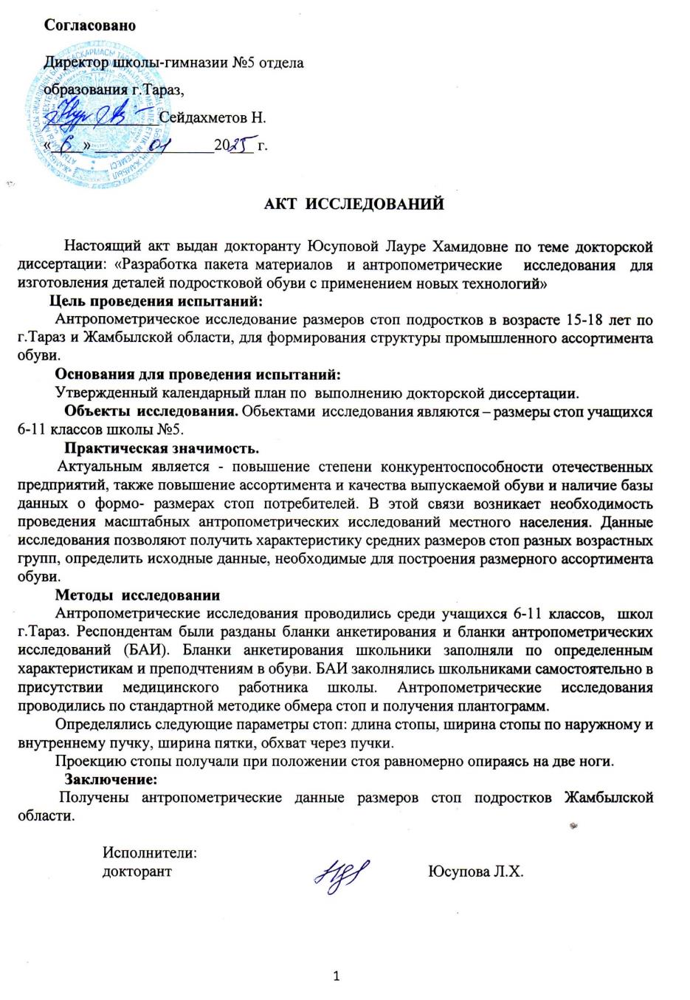 Согласовано
Директор школы-гимназии №5 отдела
образования г.Тараз,
Сейдахметов Н.
« 6 » 01 2025 г.
АКТ ИССЛЕДОВАНИЙ
Настоящий акт выдан докторанту Юсуповой Лауре Хамидовне по теме докторской
диссертации: «Разработка пакета материалов и антропометрические исследования для
изготовления деталей подростковой обуви с применением новых технологий»
Цель проведения испытаний:
Антропометрическое исследование размеров стоп подростков в возрасте 15-18 лет по
г.Тараз и Жамбылской области, для формирования структуры промышленного ассортимента
обуви.
Основания для проведения испытаний:
Утвержденный календарный план по выполнению докторской диссертации.
Объекты исследования. Обьектами исследования являются – размеры стоп учащихся
6-11 классов школы №5.
Практическая значимость.
Актуальным является - повышение степени конкурентоспособности отечественных
предприятий, также повышение ассортимента и качества выпускаемой обуви и наличие базы
данных о формо- размерах стоп потребителей. В этой связи возникает необходимость
проведения масштабных антропометрических исследований местного населения. Данные
исследования позволяют получить характеристику средних размеров стоп разных возрастных
групп, определить исходные данные, необходимые для построения размерного ассортимента
обуви.
Методы исследовании
Антропометрические исследования проводились среди учащихся 6-11 классов, школ
г.Тараз. Респондентам были разданы бланки анкетирования и бланки антропометрических
исследований (БАИ). Бланки анкетирования школьники заполняли по определенным
характеристикам и преподчтениям в обуви. БАИ законлялись школьниками самостоятельно в
присутствии медицинского работника школы. Антропометрические исследования
проводились по стандартной методике обмера стоп и получения плантограмм.
Определялись следующие параметры стоп: длина стопы, ширина стопы по наружному и
внутреннему пучку, ширина пятки, обхват через пучки.
Проекцию стопы получали при положении стоя равномерно опираясь на две ноги.
Заключение:
Получены антропометрические данные размеров стоп подростков Жамбылской
области.
Исполнители:
докторант Юсупова Л.Х.
1